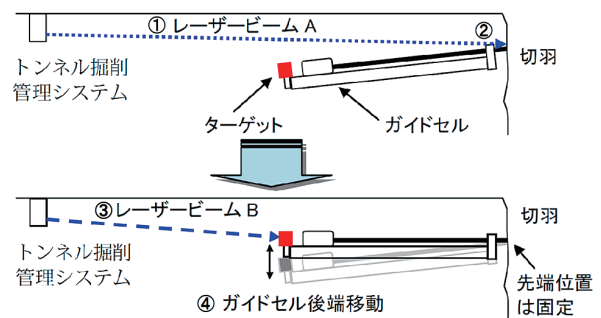 ① レーザービーム A
②
トンネル掘削
管理システム
切羽
ターゲット
ガイドセル
③レーザービーム B
トンネル掘削
管理システム
切羽
先端位置
は固定
④ ガイドセル後端移動